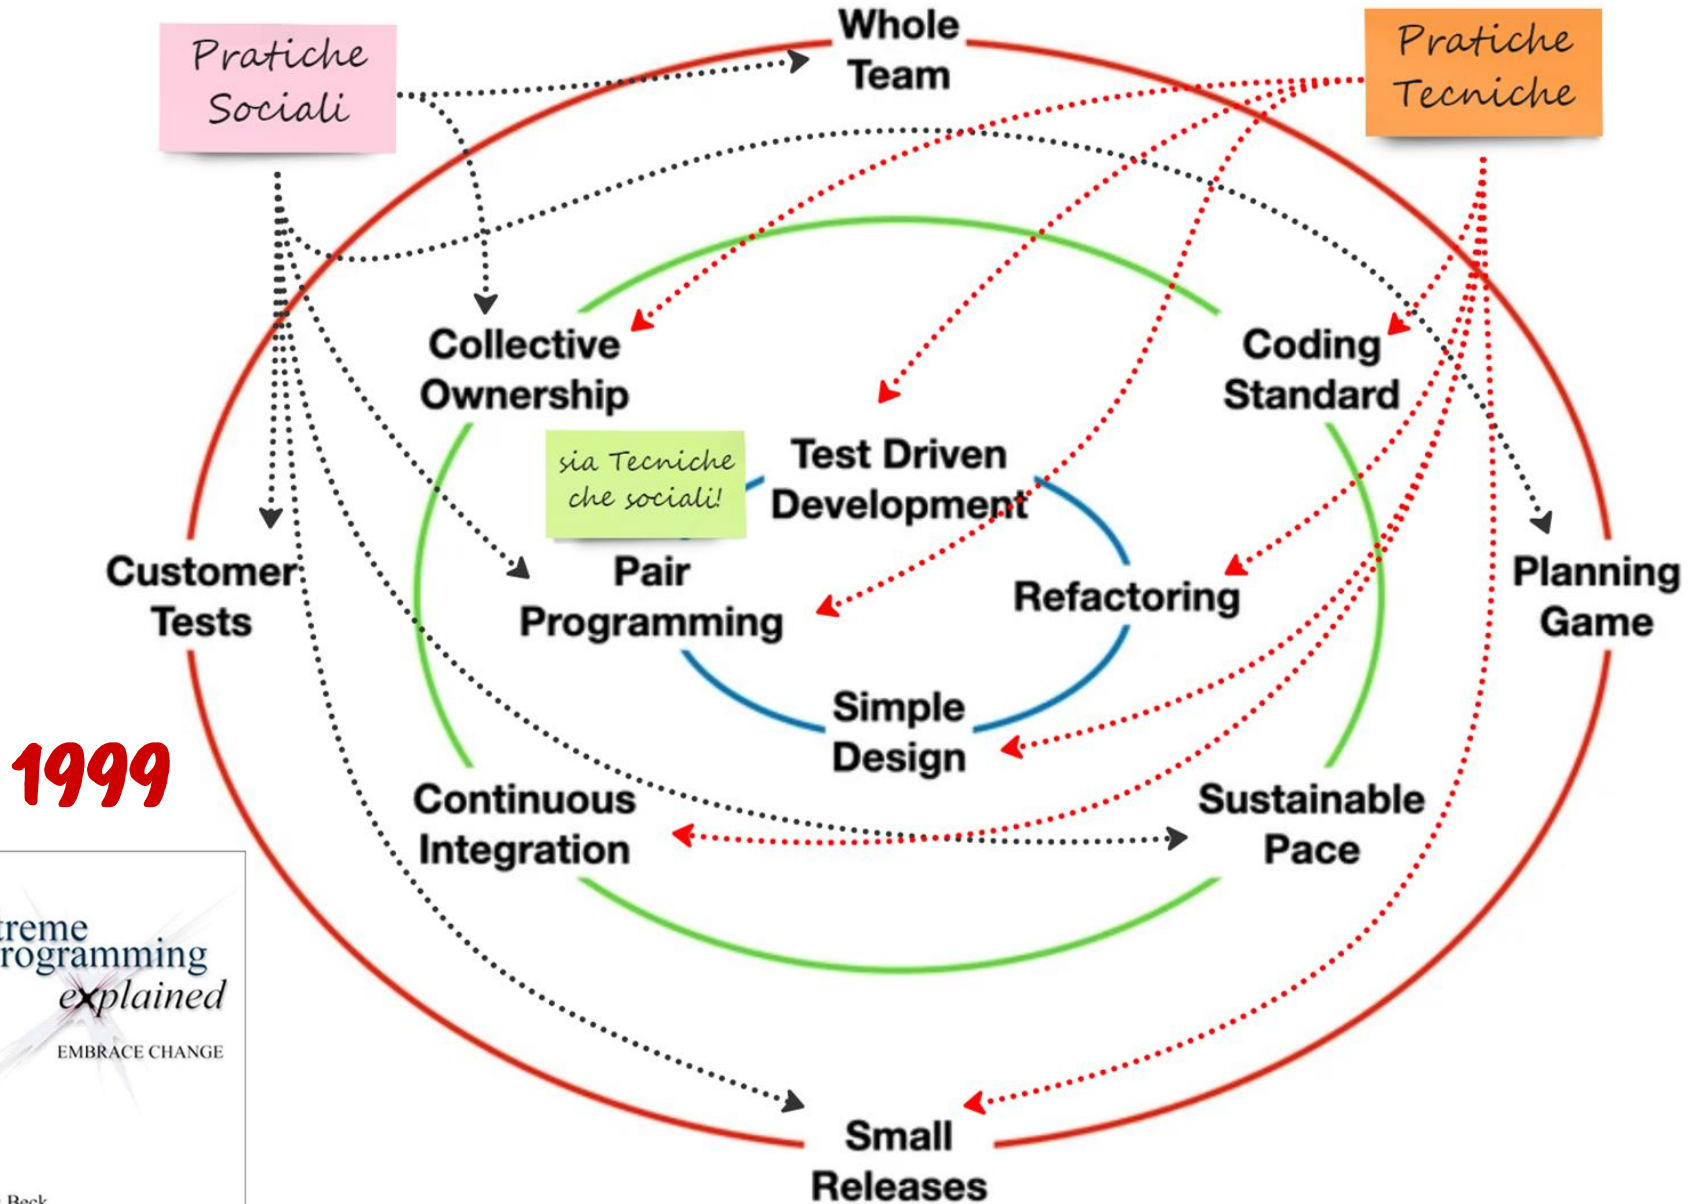 Whole
Team
Pratiche
Sociali
Pratiche
Tecniche
Collective
Ownership
Coding
Standard
sia Tecniche
che sociali!
Test Driven
Development
Customer
Tests
Pair
Programming
Refactoring
Planning
Game
Simple
Design
1999
Continuous
Integration
Sustainable
Pace
treme
rogramming
explained
EMBRACE CHANGE
Small
Releases
Beck